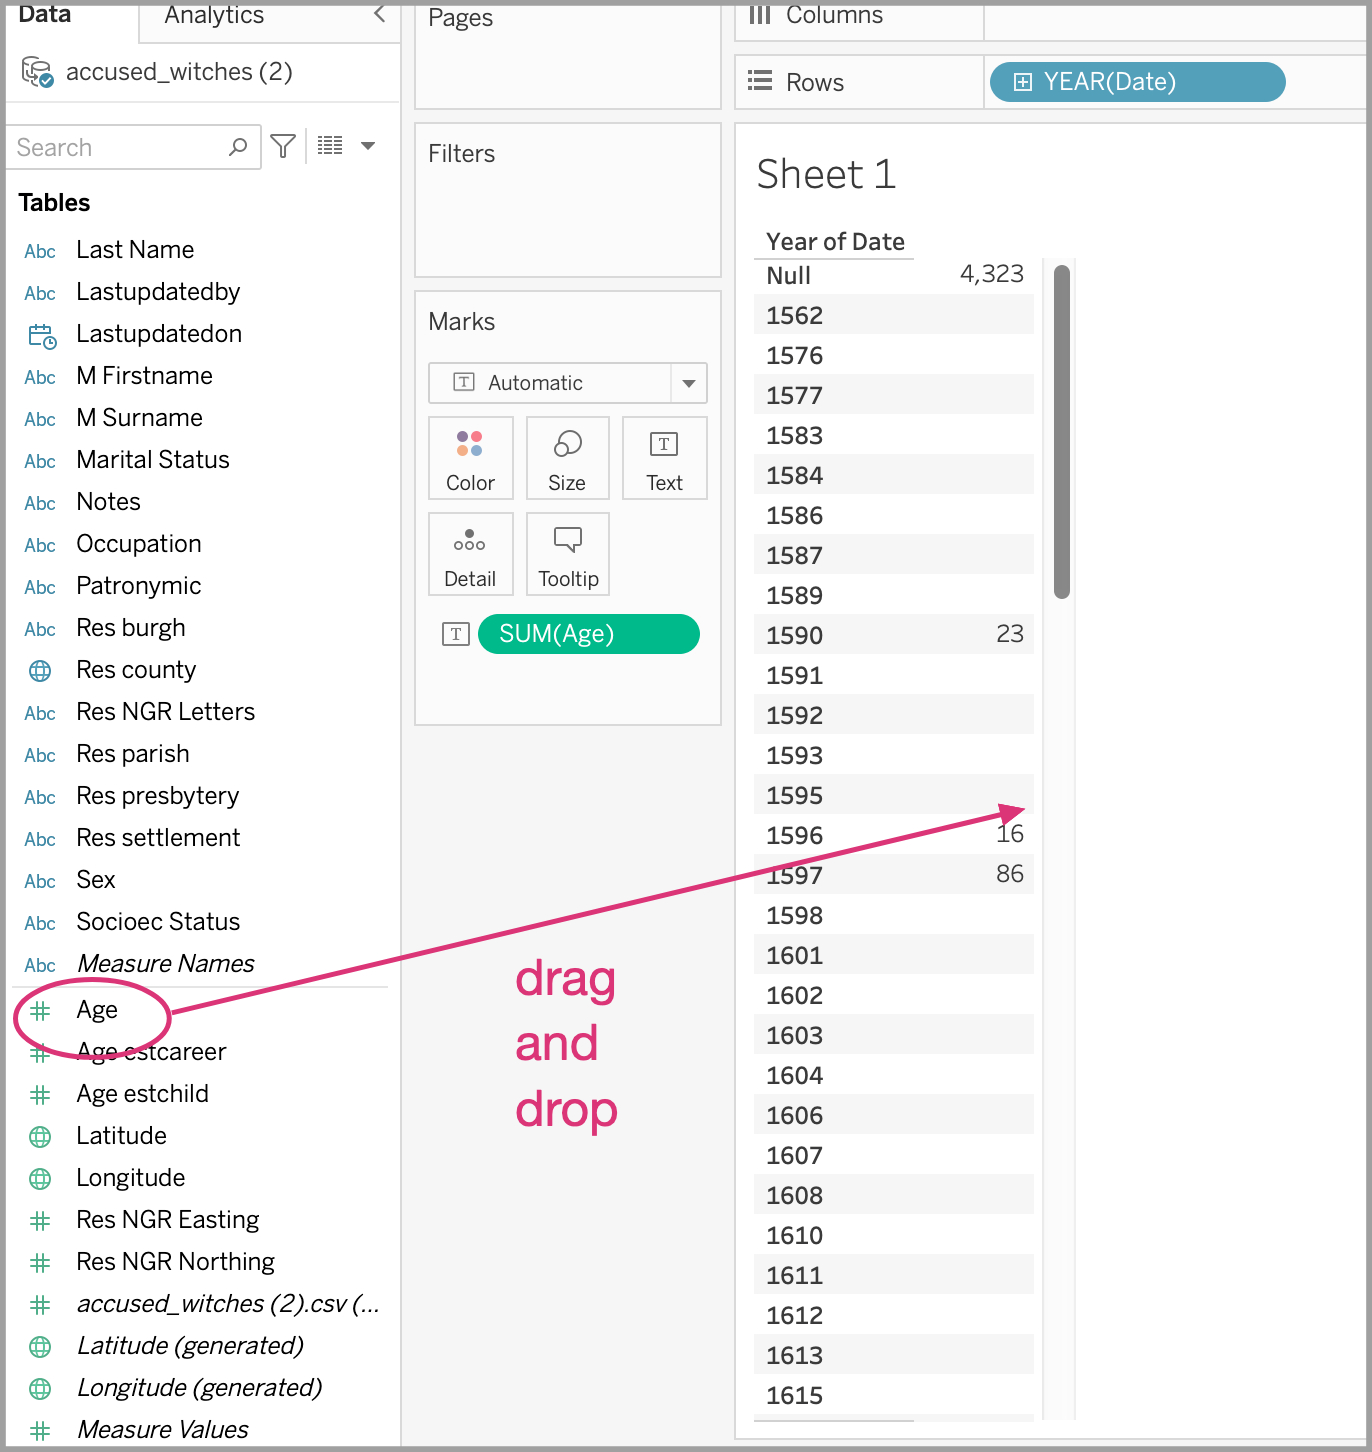 Data
Analytics
accused_witches (2)
Search
Tables
Abc Last Name
Abc Lastupdatedby
Lastupdatedon
Abc M Firstname
Abc M Surname
Abc Marital Status
Abc Notes
Abc Occupation
Abc Patronymic
Abc Res burgh
Res county
Abc Res NGR Letters
Abc Res parish
Abc Res presbytery
Abc Res settlement
Abc Sex
Abc Socioec Status
Abc Measure Names
# Age
# Age estcareer
# Age estchild
Latitude
Longitude
# Res NGR Easting
# Res NGR Northing
# accused_witches (2).csv (...
Latitude (generated)
Longitude (generated)
# Measure Values
Pages
Filters
Marks
T Automatic
Color
Size
T
Text
Detail
Tooltip
T SUM(Age)
drag
and
drop
Columns
Rows
YEAR(Date)
Sheet 1
Year of Date
Null 4,323
1562
1576
1577
1583
1584
1586
1587
1589
1590 23
1591
1592
1593
1595
1596 16
1597 86
1598
1601
1602
1603
1604
1606
1607
1608
1610
1611
1612
1613
1615